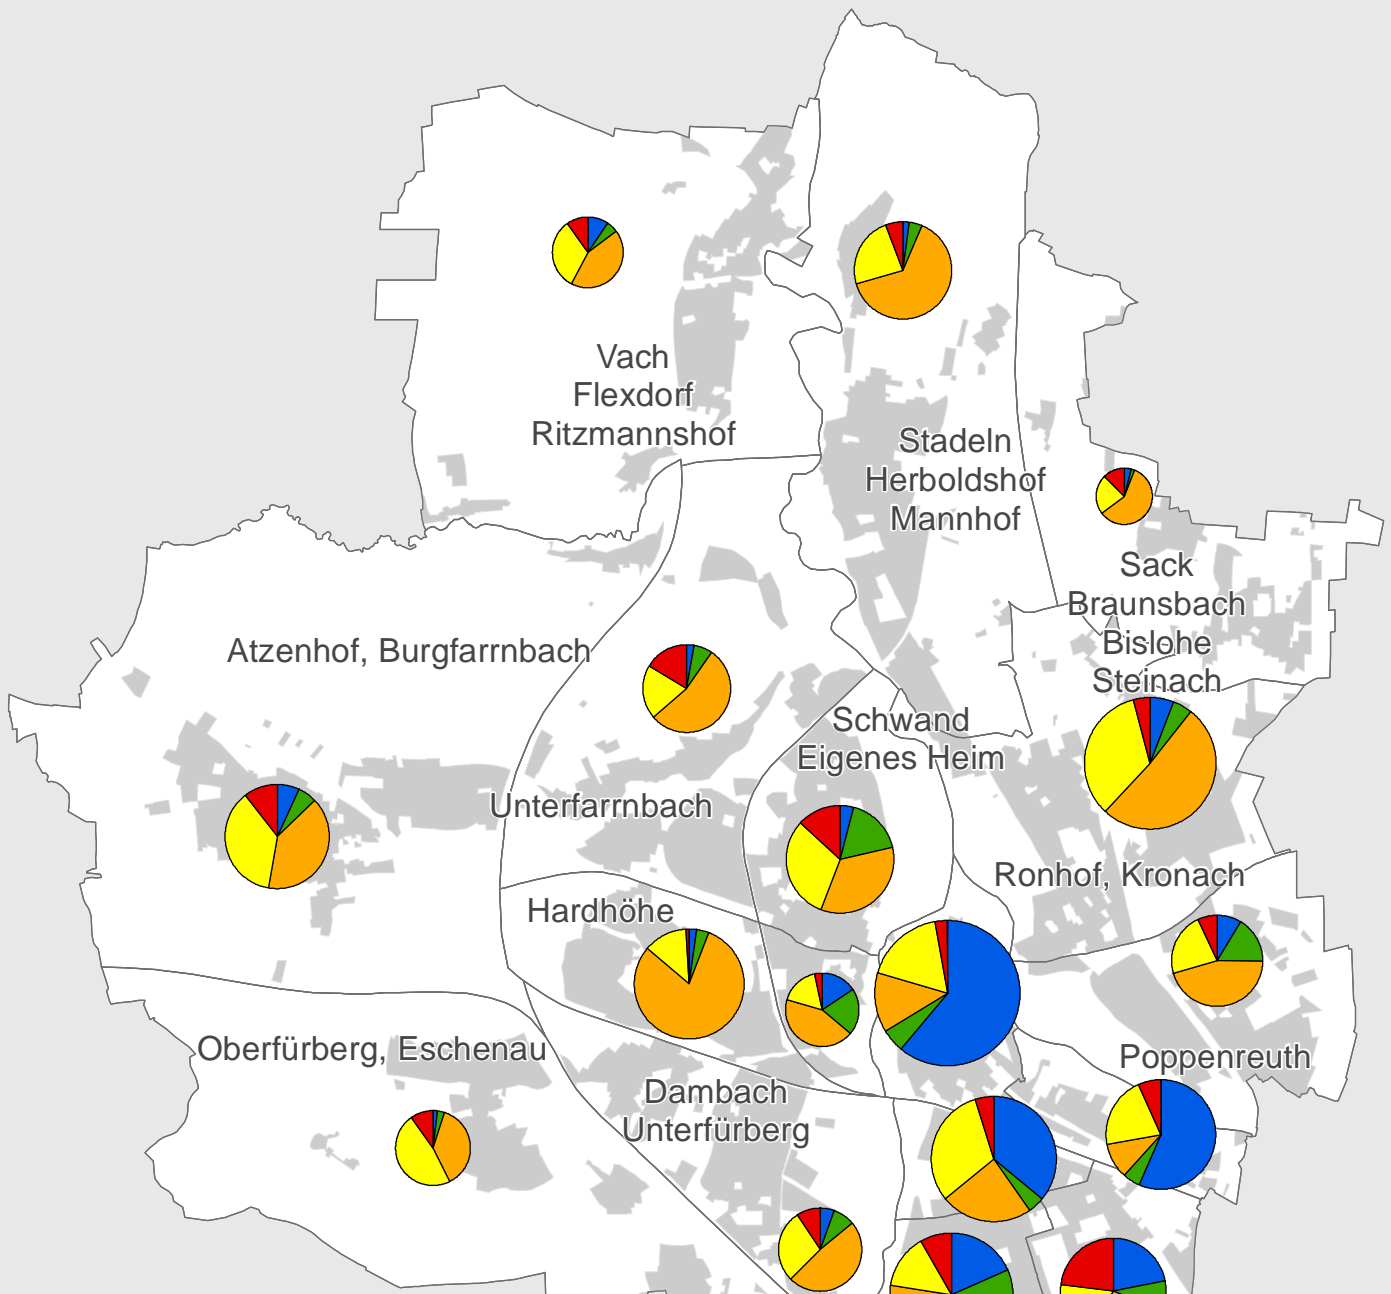 Vach
Flexdorf
Ritzmannshof
Stadeln
Herboldshof
Mannhof
Sack
Braunsbach
Bislohe
Steinach
Atzenhof, Burgfarrnbach
Schwand
Eigenes Heim
Unterfarrnbach
Ronhof, Kronach
Hardhöhe
Oberfürberg, Eschenau
Poppenreuth
Dambach
Unterfürberg